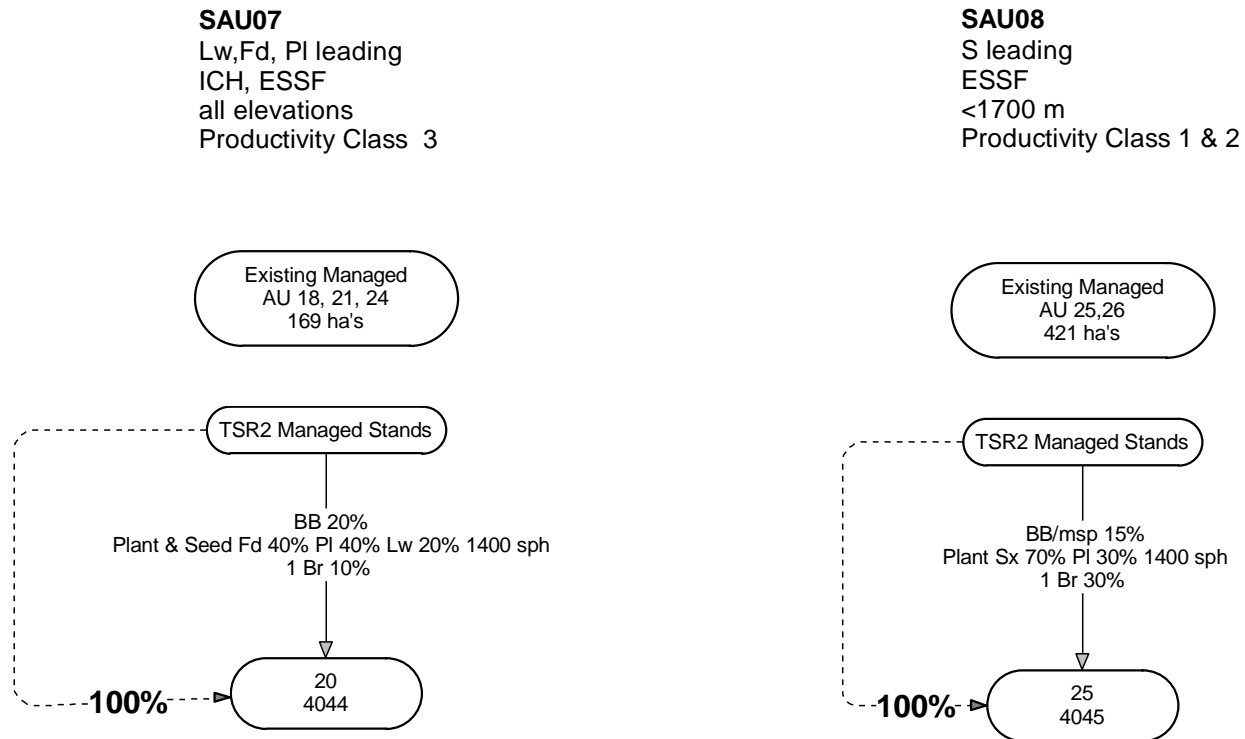 SAU07
Lw,Fd, Pl leading
ICH, ESSF
all elevations
Productivity Class  3
Existing Managed
AU 18, 21, 24
169 ha's
TSR2 Managed Stands
BB 20%
Plant & Seed Fd 40% Pl 40% Lw 20% 1400 sph
1 Br 10%
100%
20
4044
SAU08
S leading
ESSF
<1700 m
Productivity Class 1 & 2
Existing Managed
AU 25,26
421 ha's
TSR2 Managed Stands
BB/msp 15%
Plant Sx 70% Pl 30% 1400 sph
1 Br 30%
100%
25
4045